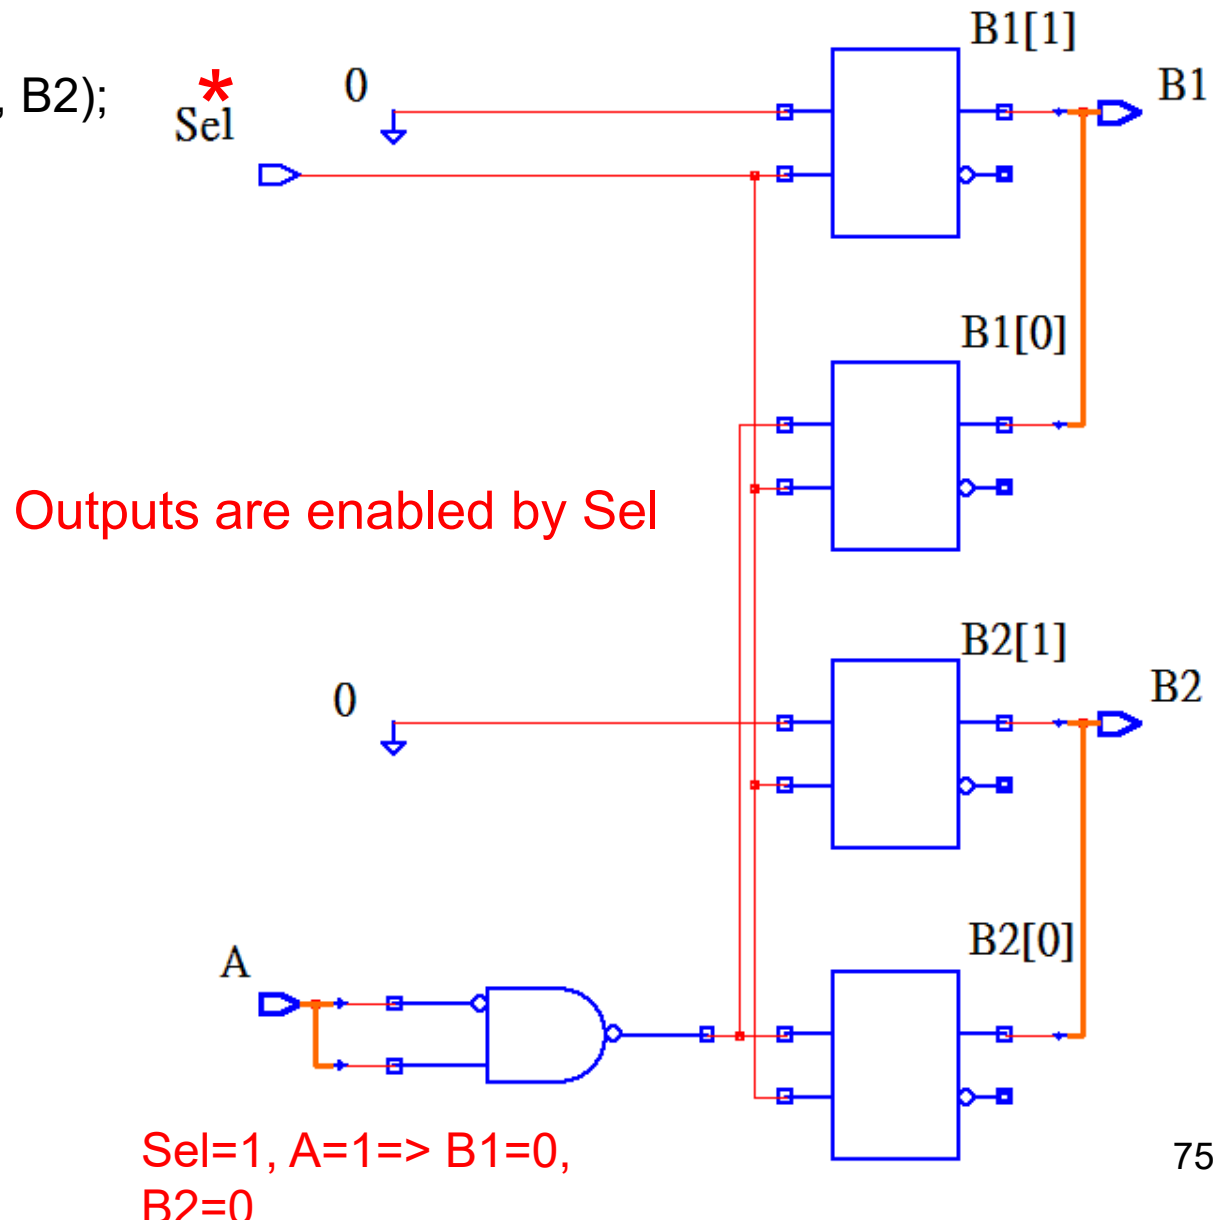 , B2);
*
Sel
0
B1[1]
B1
B1[0]
Outputs are enabled by Sel
B2[1]
0
B2
B2[0]
A
Sel=1, A=1=> B1=0,
B2=0
75